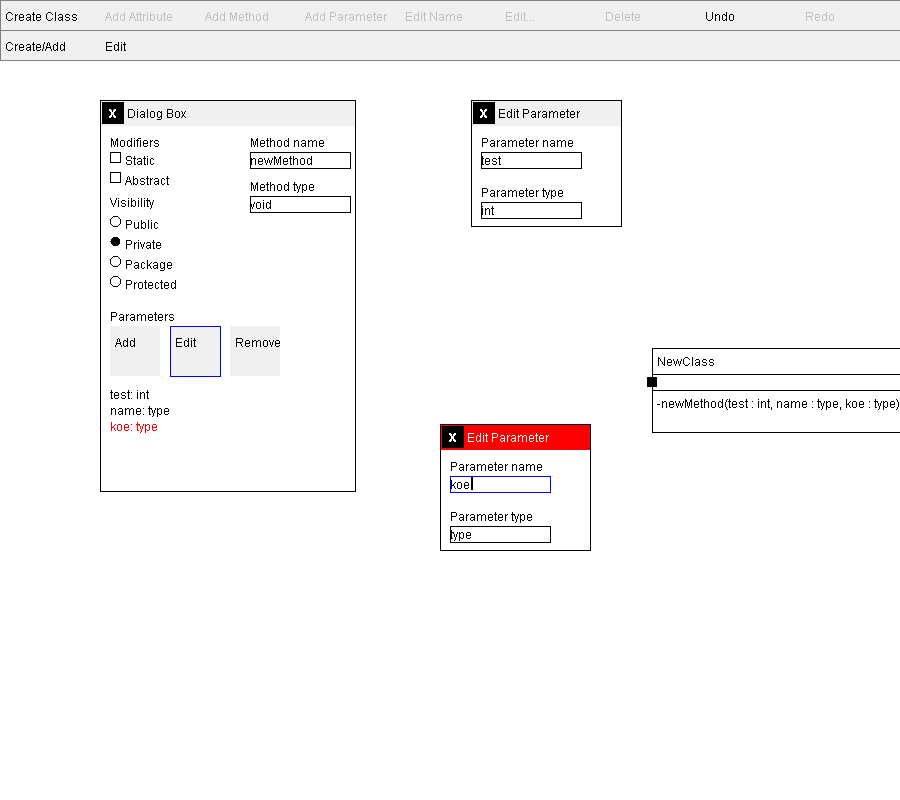 Create Class Add Attribute Add Method Add Parameter Edit Name Edit... Delete Undo Redo
Create/Add Edit
X Dialog Box
Modifiers
Static
Abstract
Visibility
Public
Private
Package
Protected
Method name
newMethod
Method type
void
Parameters
Add Edit Remove
test: int
name: type
koe: type
X Edit Parameter
Parameter name
test
Parameter type
int
NewClass
-newMethod(test : int, name : type, koe : type)
X Edit Parameter
Parameter name
koe
Parameter type
type